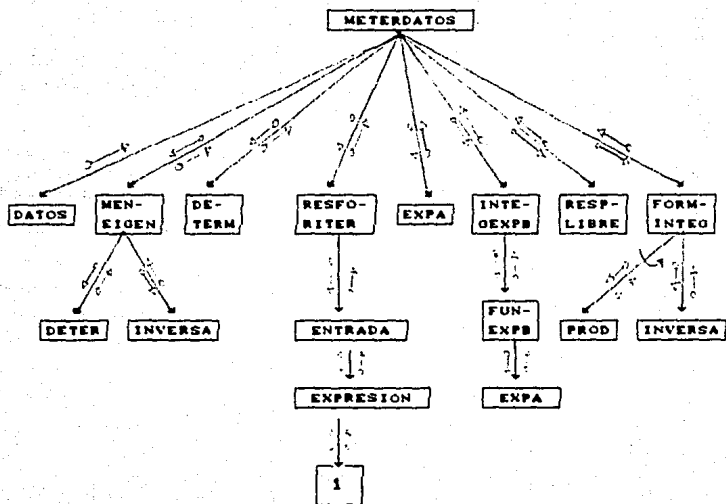 METERDATOS
DATOS
MEN-
EIGEN
DE-
TERM
RESFO-
RITER
EXPA
INTE-
GEXPB
RESP-
LIBRE
FORM-
INTEG
DETER
INVERSA
ENTRADA
FUN-
EXPB
PROD
INVERSA
EXPRESION
EXPA
1